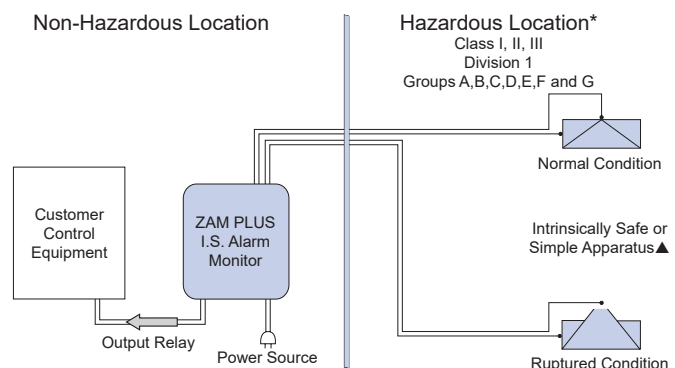 Non-Hazardous Location
Hazardous Location*
Class I, II, III
Division 1
Groups A,B,C,D,E,F and G
Normal Condition
Customer
Control
Equipment
ZAM PLUS
I.S. Alarm
Monitor
Intrinsically Safe or
Simple Apparatus▲
Output Relay
Power Source
Ruptured Condition